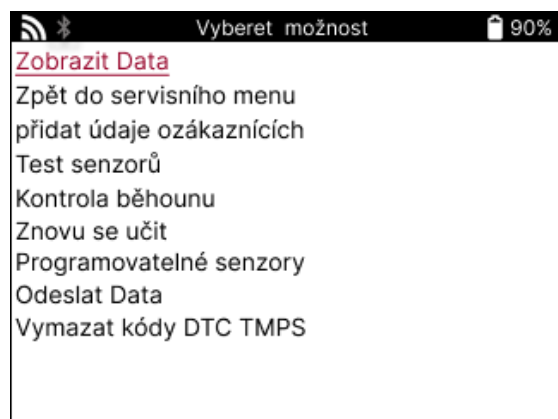 Vyberet možnost 90%
Zobrazit Data
Zpět do servisního menu
přidat údaje ozákaznících
Test senzorů
Kontrola běhounu
Znovu se učit
Programovatelné senzory
Odeslat Data
Vymazat kódy DTC TMPS